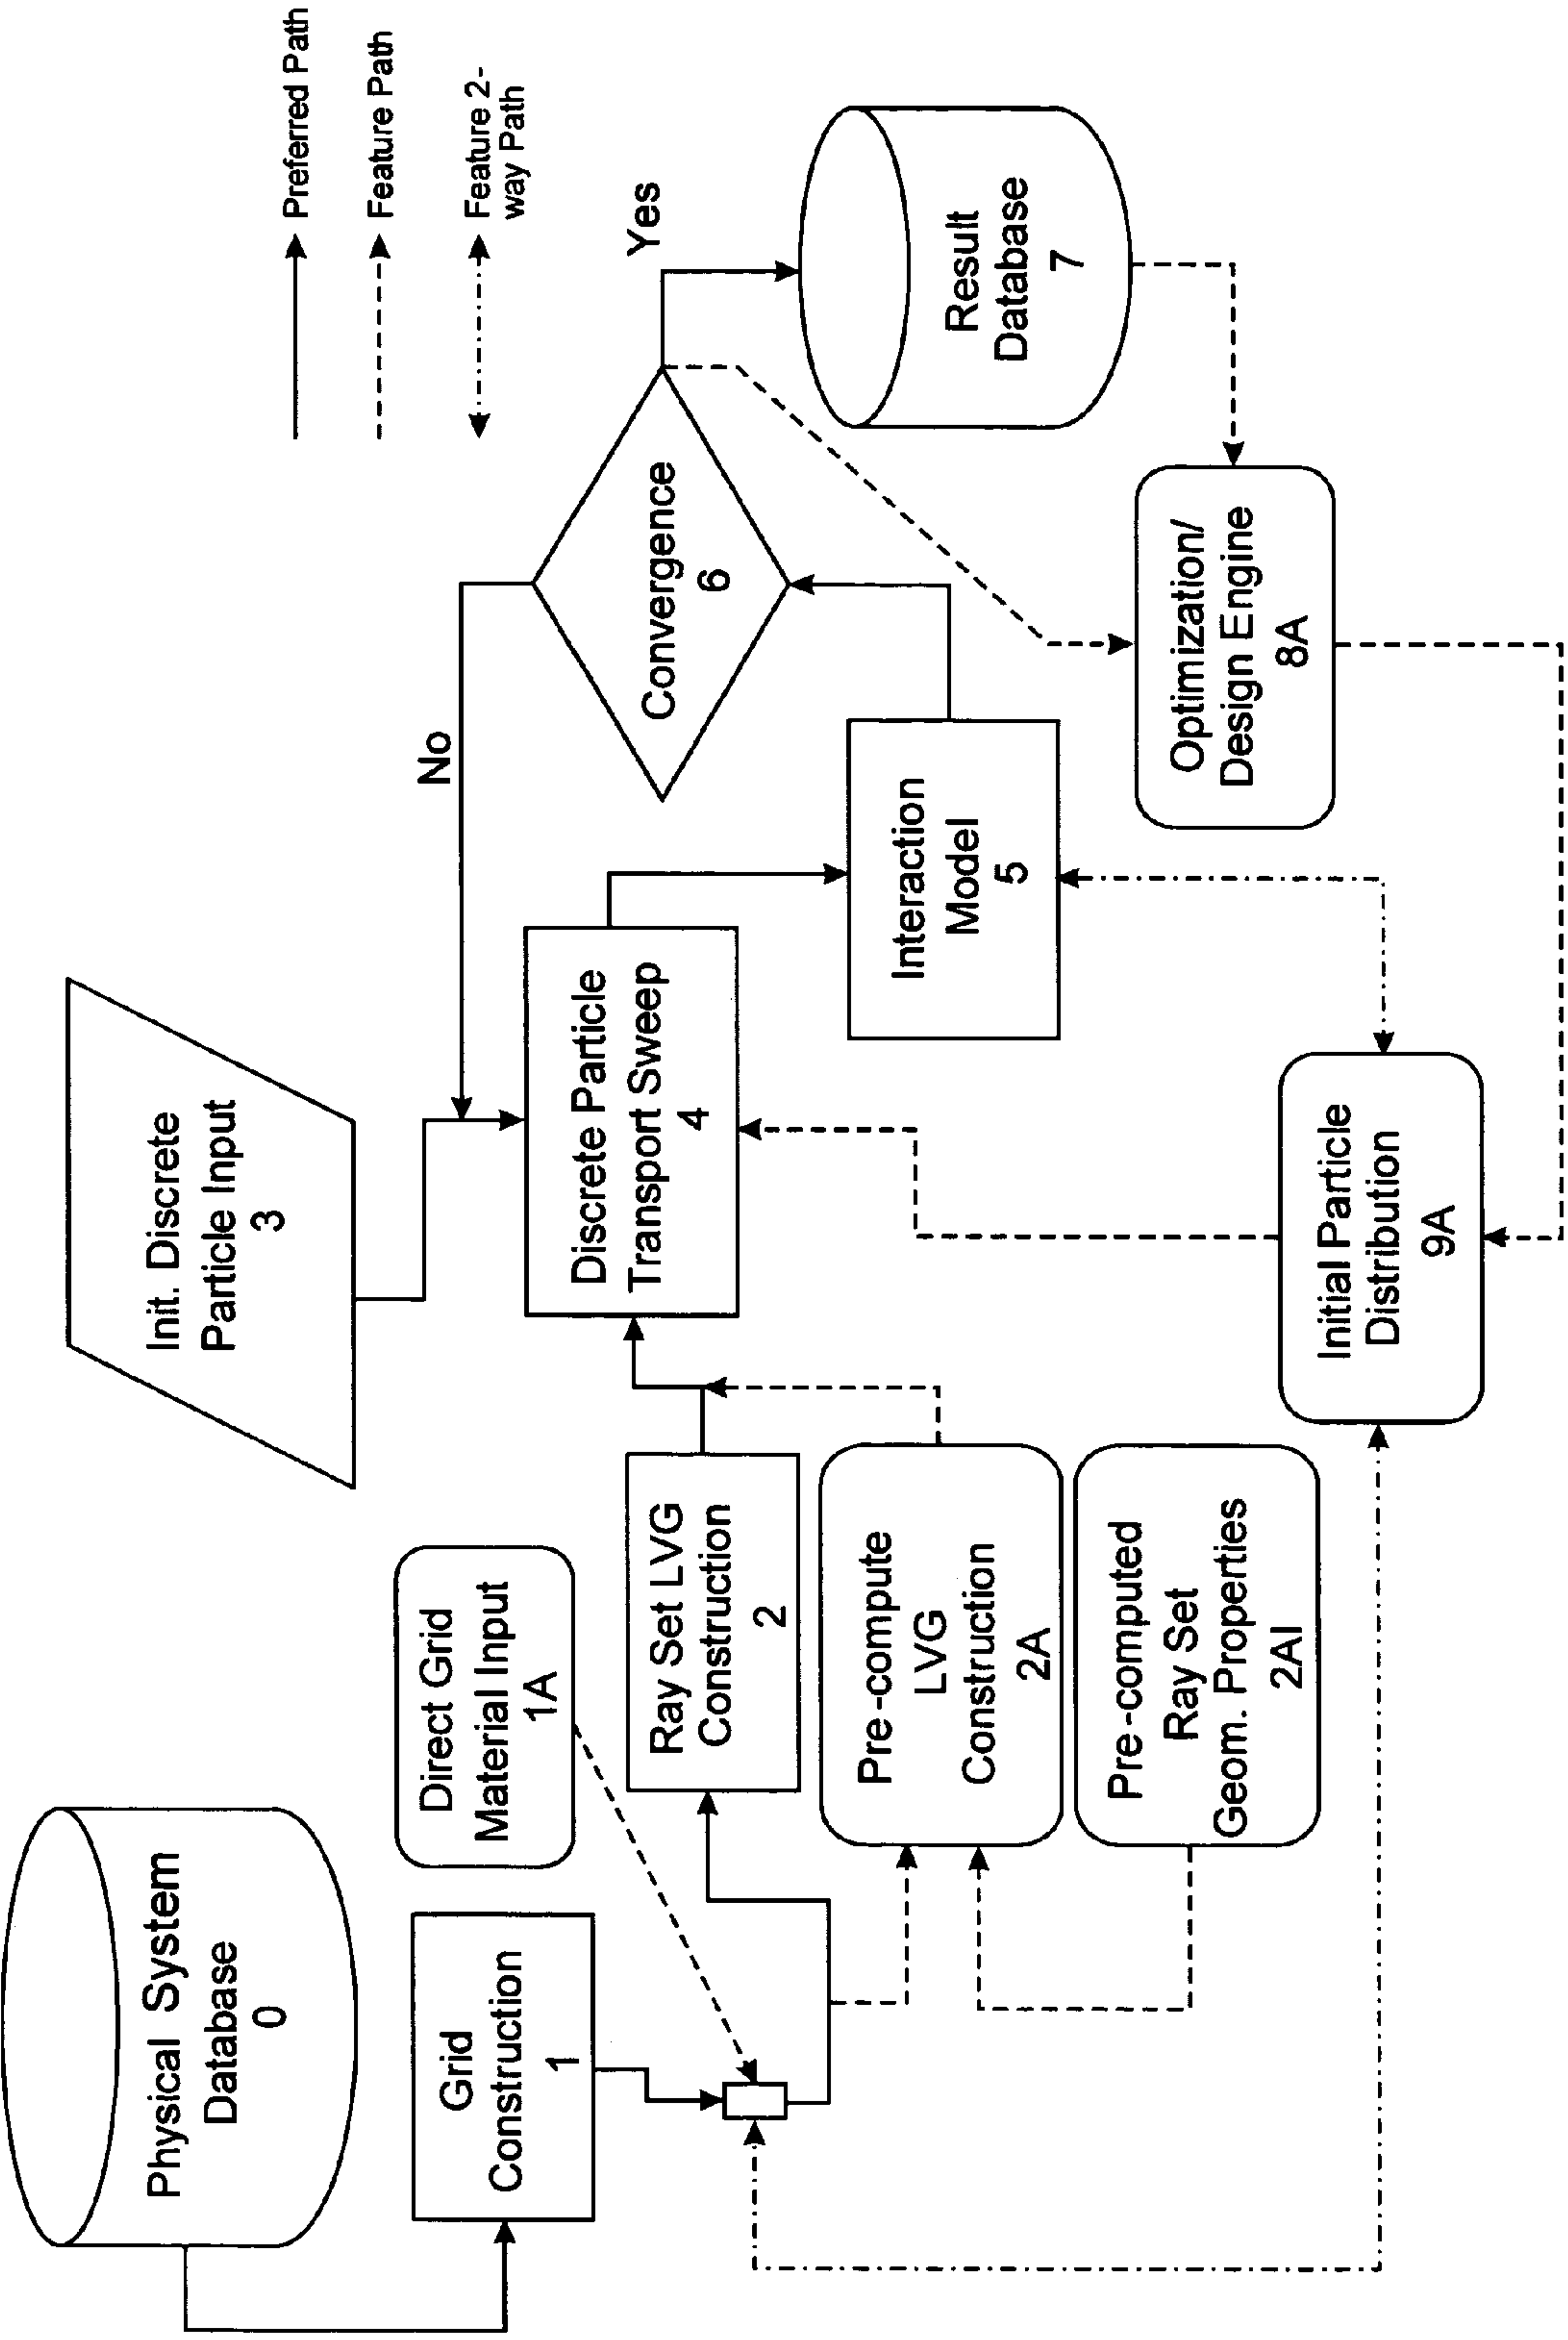 Physical System
Database
0
Grid
Construction
1
Direct Grid
Material Input
1A
Ray Set LVG
Construction
2
Pre-compute
LVG
Construction
2A
Pre-computed
Ray Set
Geom. Properties
2AI
Init. Discrete
Particle Input
3
Discrete Particle
Transport Sweep
4
Initial Particle
Distribution
9A
No
Interaction
Model
5
Convergence
6
Yes
Optimization/
Design Engine
8A
Result
Database
7
Preferred Path
Feature Path
Feature 2-
way Path